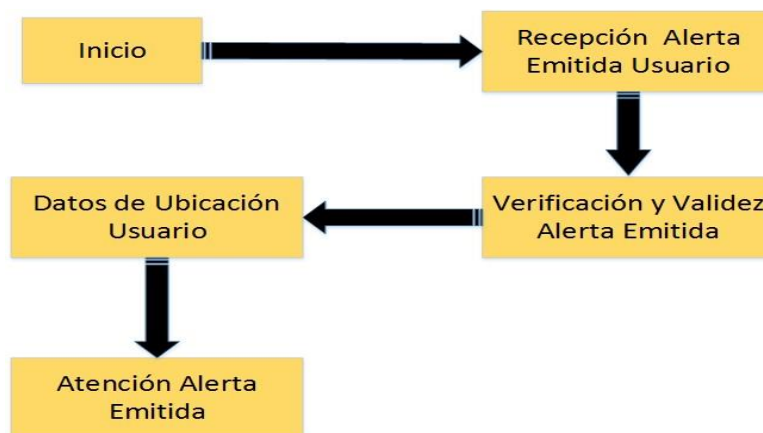 Inicio
Recepción Alerta
Emitida Usuario
Verificación y Validez
Alerta Emitida
Datos de Ubicación
Usuario
Atención Alerta
Emitida